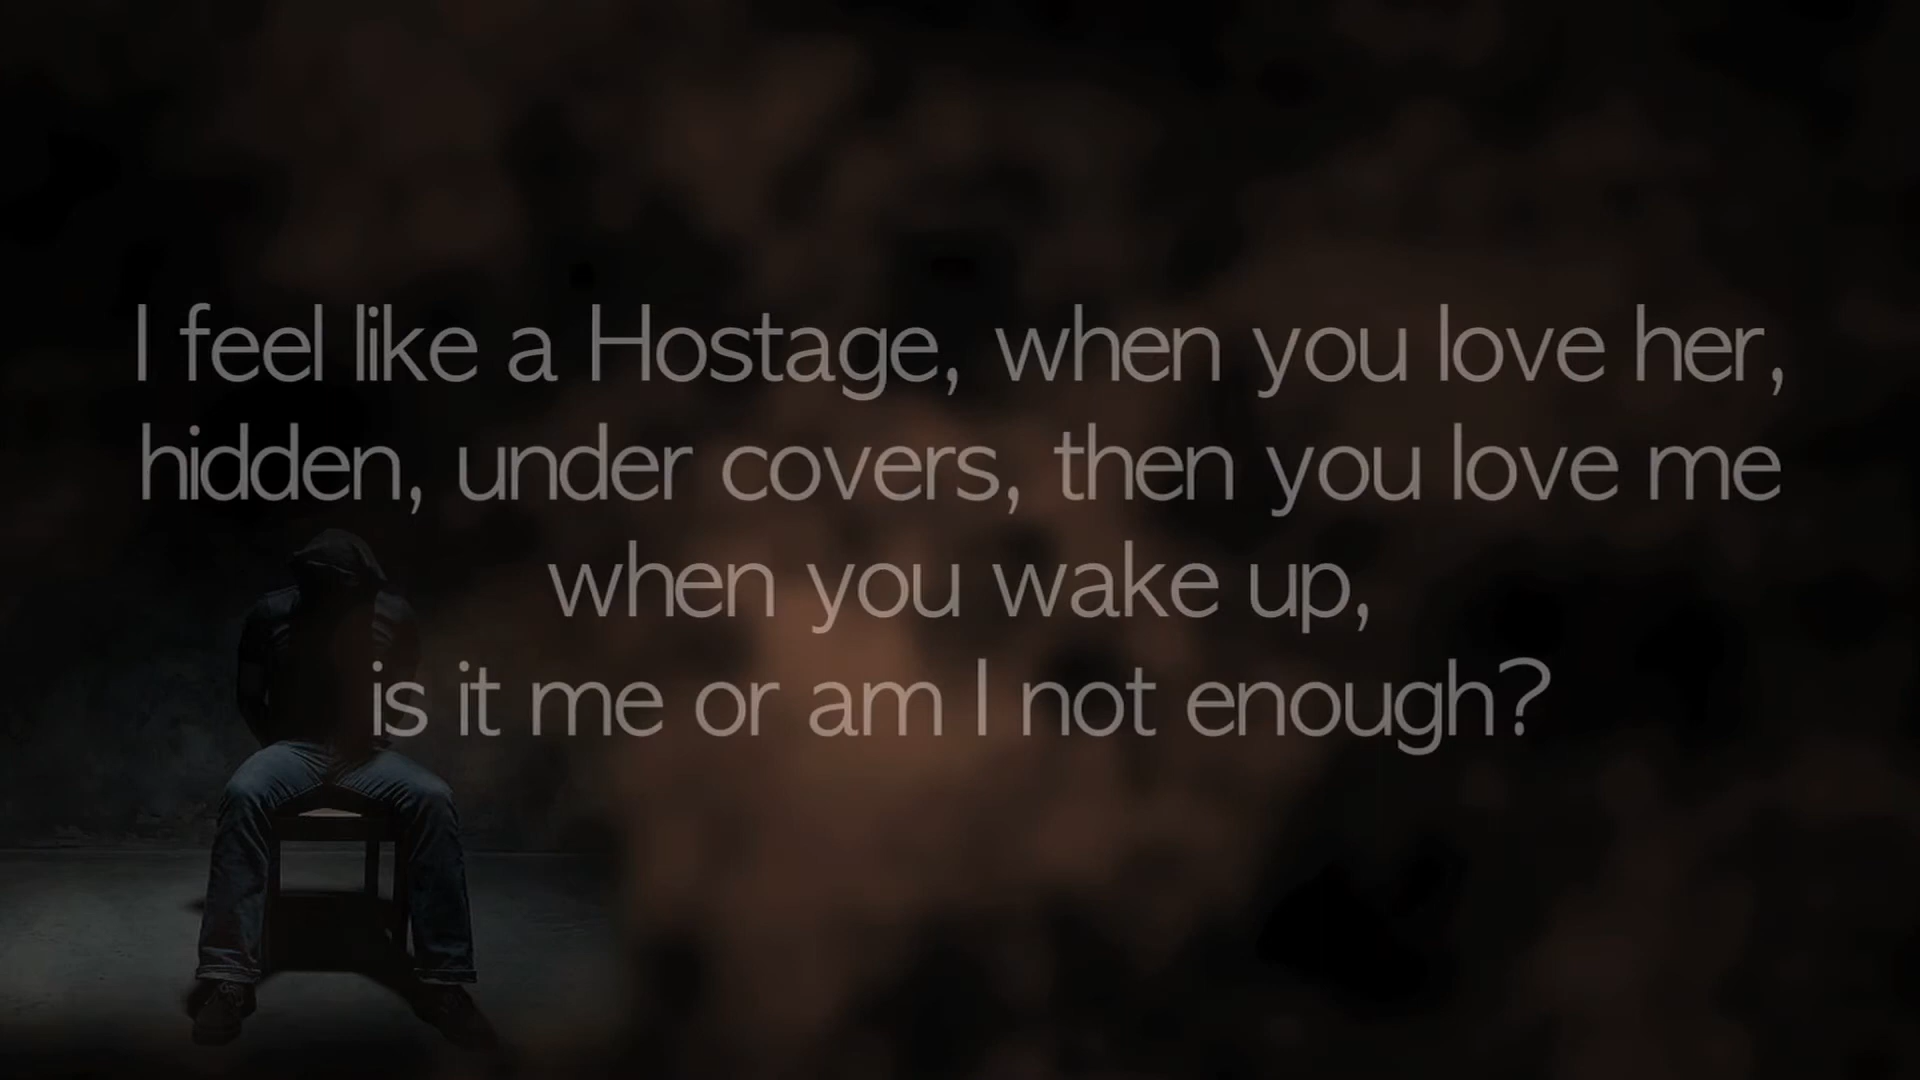 I feel like a Hostage, when you love her,
hidden, under covers, then you love me
when you wake up,
is it me or am I not enough?